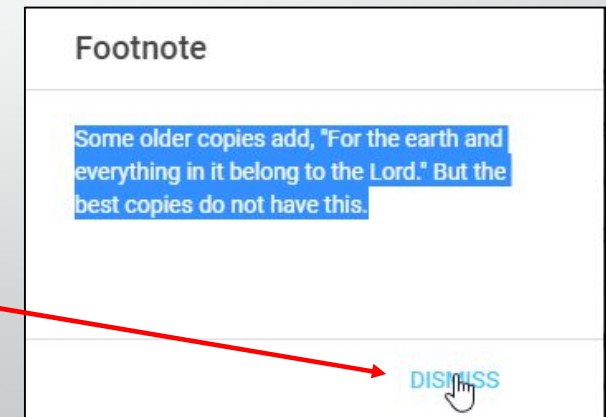 Footnote
Some older copies add, "For the earth and
everything in it belong to the Lord." But the
best copies do not have this.
DISMISS